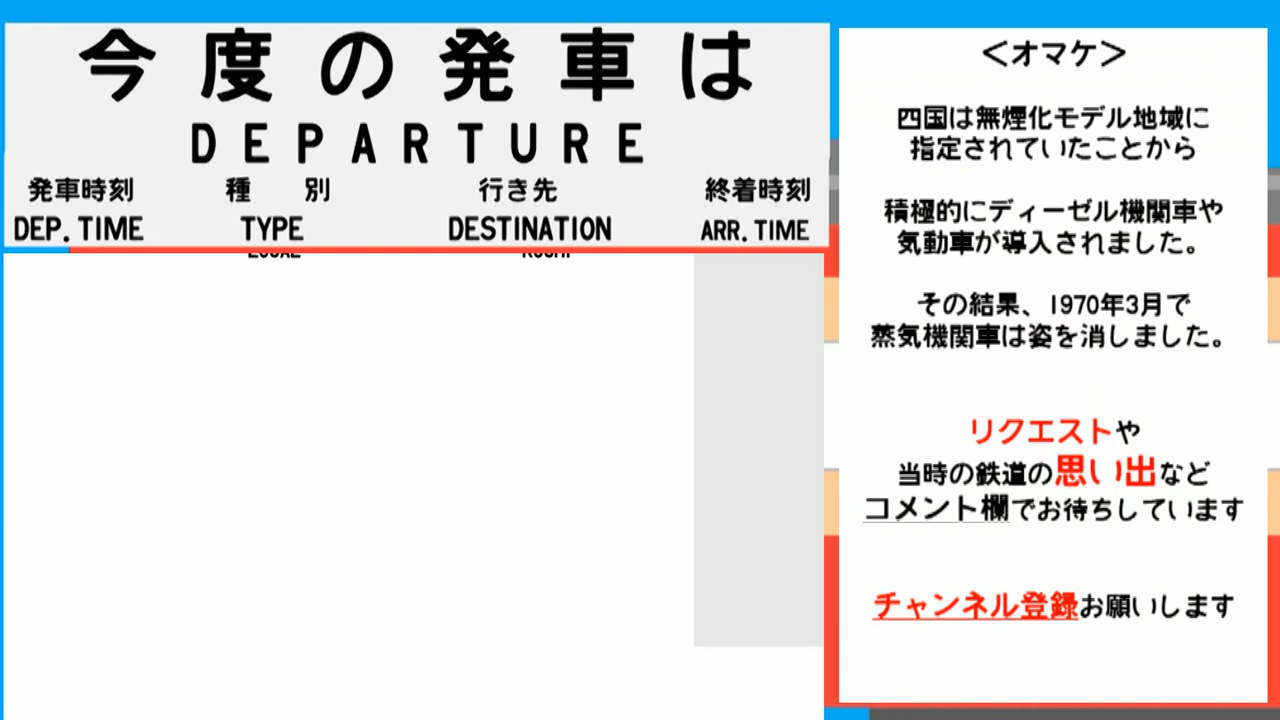 今度の発車は
DEPARTURE
発車時刻 種別 行き先 終着時刻
DEP. TIME TYPE DESTINATION ARR. TIME
＜オマケ＞
四国は無煙化モデル地域に
指定されていたことから
積極的にディーゼル機関車や
気動車が導入されました。
その結果、1970年3月で
蒸気機関車は姿を消しました。
リクエストや
当時の鉄道の思い出など
コメント欄でお待ちしています
チャンネル登録お願いします